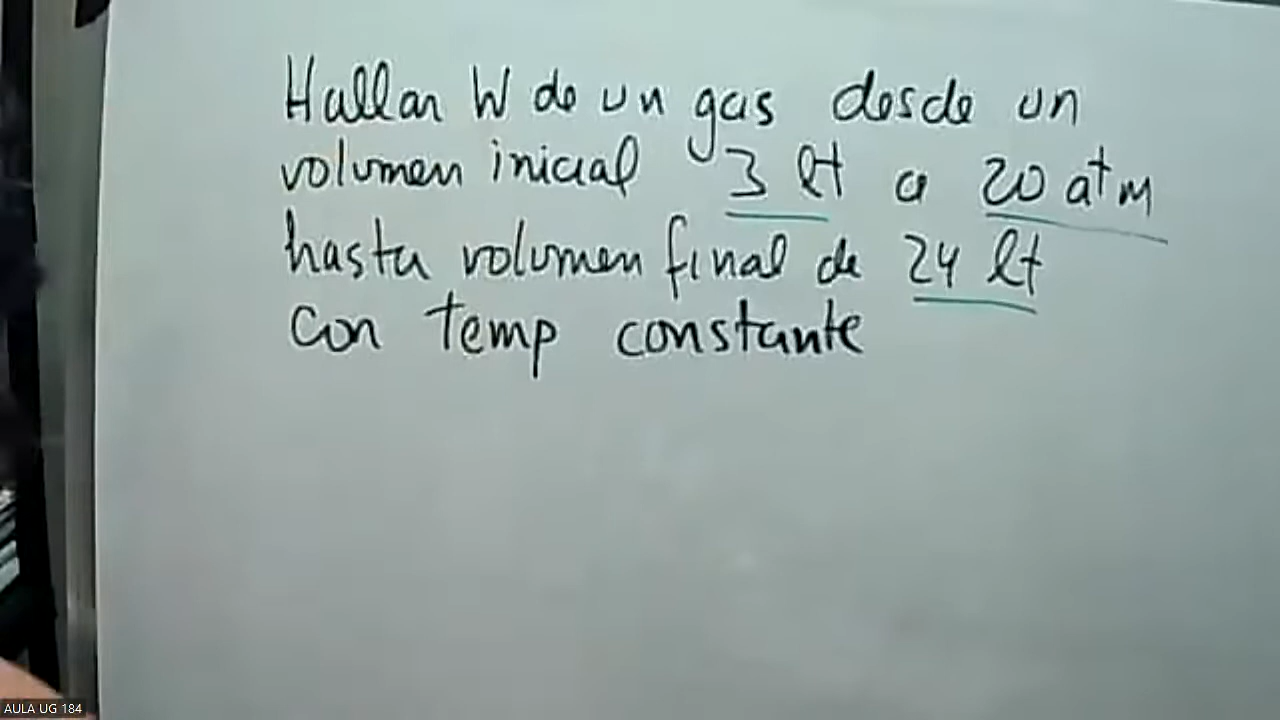 Hallar W de un gas desde un
volumen inicial 3 lt a 20 atm
hasta volumen final de 24 lt
con temp constante
AULA UG 184